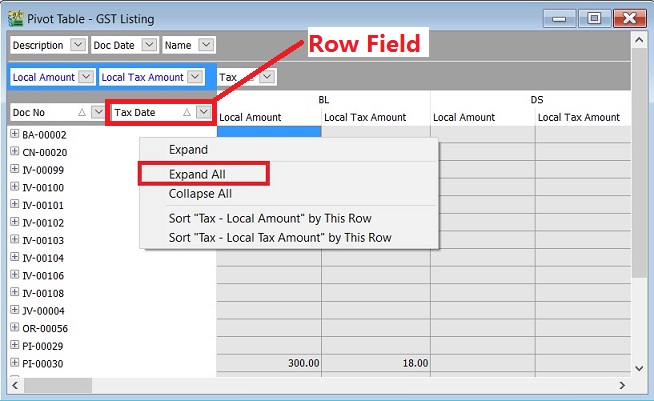 Pivot Table - GST Listing
Description Doc Date Name
Row Field
Local Amount Local Tax Amount Tax
Doc No Tax Date
BL DS
Local Amount Local Tax Amount Local Amount Local Tax Amount
BA-00002
CN-00020
IV-00099
IV-00100
IV-00101
IV-00102
IV-00103
IV-00104
IV-00106
IV-00108
JV-00004
OR-00056
PI-00029
PI-00030 300.00 18.00
Expand
Expand All
Collapse All
Sort "Tax - Local Amount" by This Row
Sort "Tax - Local Tax Amount" by This Row